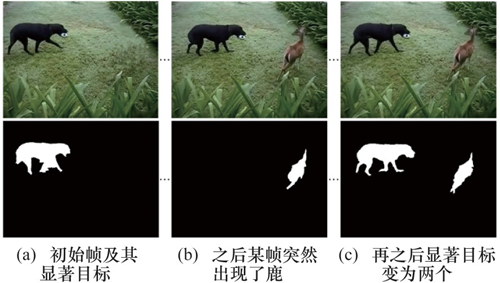 (a) 初始帧及其
显著目标
(b) 之后某帧突然
出现了鹿
(c) 再之后显著目标
变为两个